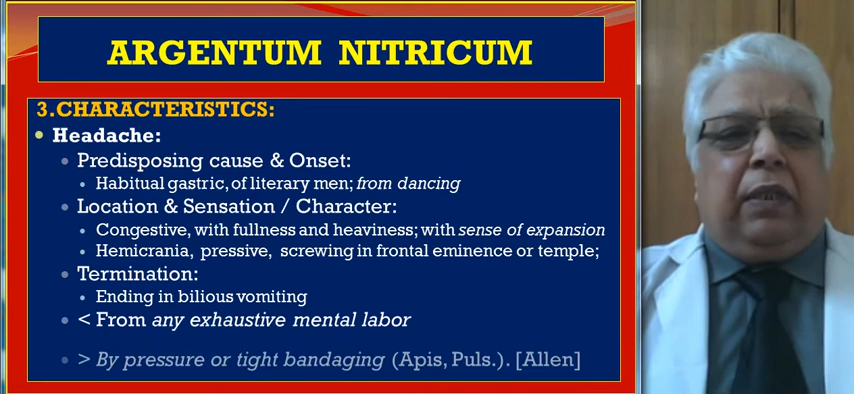 ARGENTUM NITRICUM
3.CHARACTERISTICS:
Headache:
Predisposing cause & Onset:
Habitual gastric, of literary men; from dancing
Location & Sensation / Character:
Congestive, with fullness and heaviness; with sense of expansion
Hemicrania, pressive, screwing in frontal eminence or temple;
Termination:
Ending in bilious vomiting
< From any exhaustive mental labor
> By pressure or tight bandaging (Apis, Puls.). [Allen]